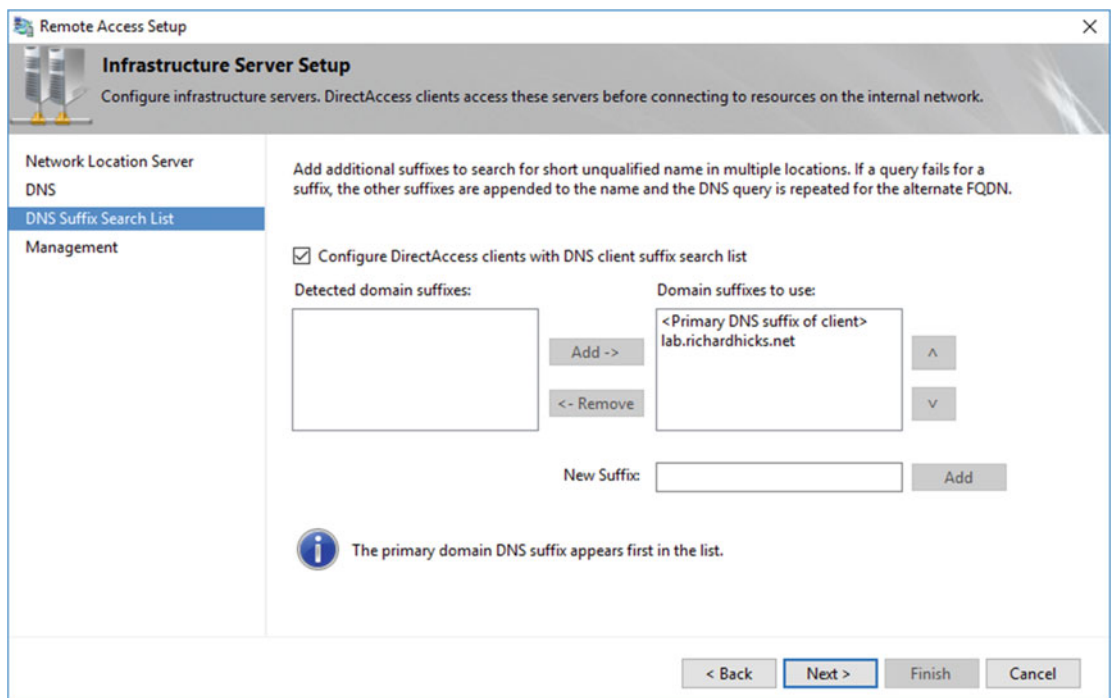 Remote Access Setup
Infrastructure Server Setup
Configure infrastructure servers. DirectAccess clients access these servers before connecting to resources on the internal network.
Network Location Server
DNS
DNS Suffix Search List
Management
Add additional suffixes to search for short unqualified name in multiple locations. If a query fails for a
suffix, the other suffixes are appended to the name and the DNS query is repeated for the alternate FQDN.
Configure DirectAccess clients with DNS client suffix search list
Detected domain suffixes:
Domain suffixes to use:
<Primary DNS suffix of client>
lab.richardhicks.net
Add ->
<- Remove
New Suffix:
Add
The primary domain DNS suffix appears first in the list.
< Back
Next >
Finish
Cancel